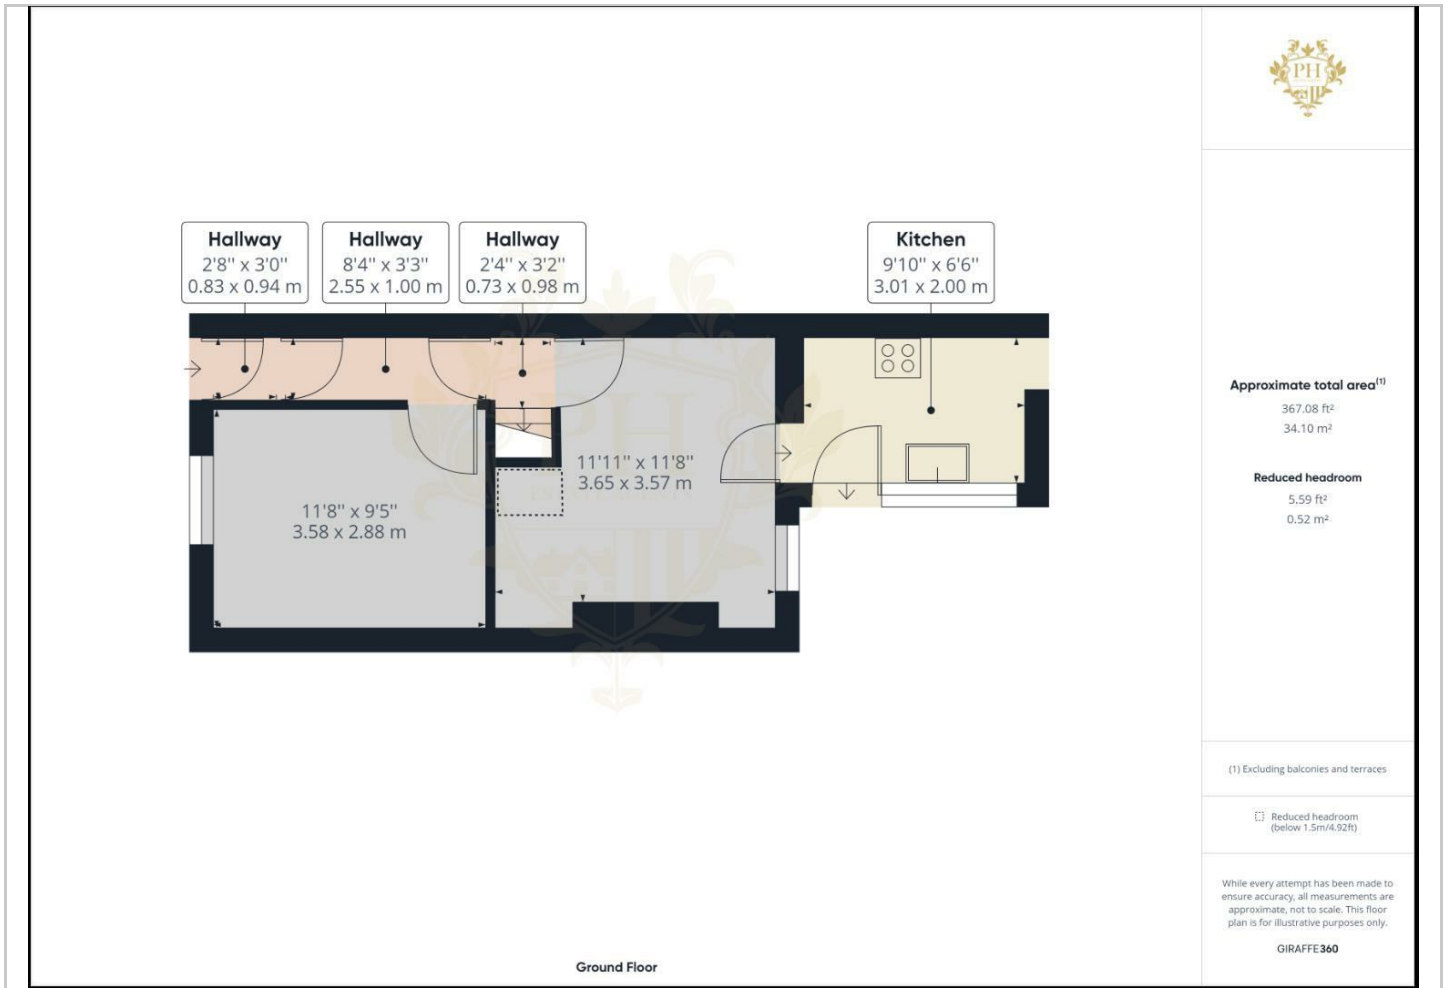 PH
Hallway
2'8'' x 3'0''
0.83 x 0.94 m
Hallway
8'4'' x 3'3''
2.55 x 1.00 m
Hallway
2'4'' x 3'2''
0.73 x 0.98 m
Kitchen
9'10'' x 6'6''
3.01 x 2.00 m
PH
11'11'' x 11'8''
3.65 x 3.57 m
11'8'' x 9'5''
3.58 x 2.88 m
Ground Floor
Approximate total area(1)
367.08 ft²
34.10 m²
Reduced headroom
5.59 ft²
0.52 m²
(1) Excluding balconies and terraces
Reduced headroom
(below 1.5m/4.92ft)
While every attempt has been made to
ensure accuracy, all measurements are
approximate, not to scale. This floor
plan is for illustrative purposes only.
GIRAFFE360